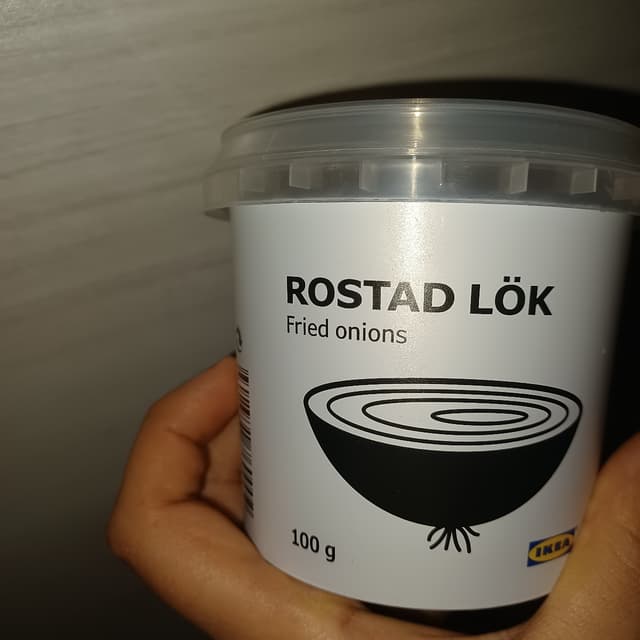 ROSTAD LÖK
Fried onions
100 g
IKEA